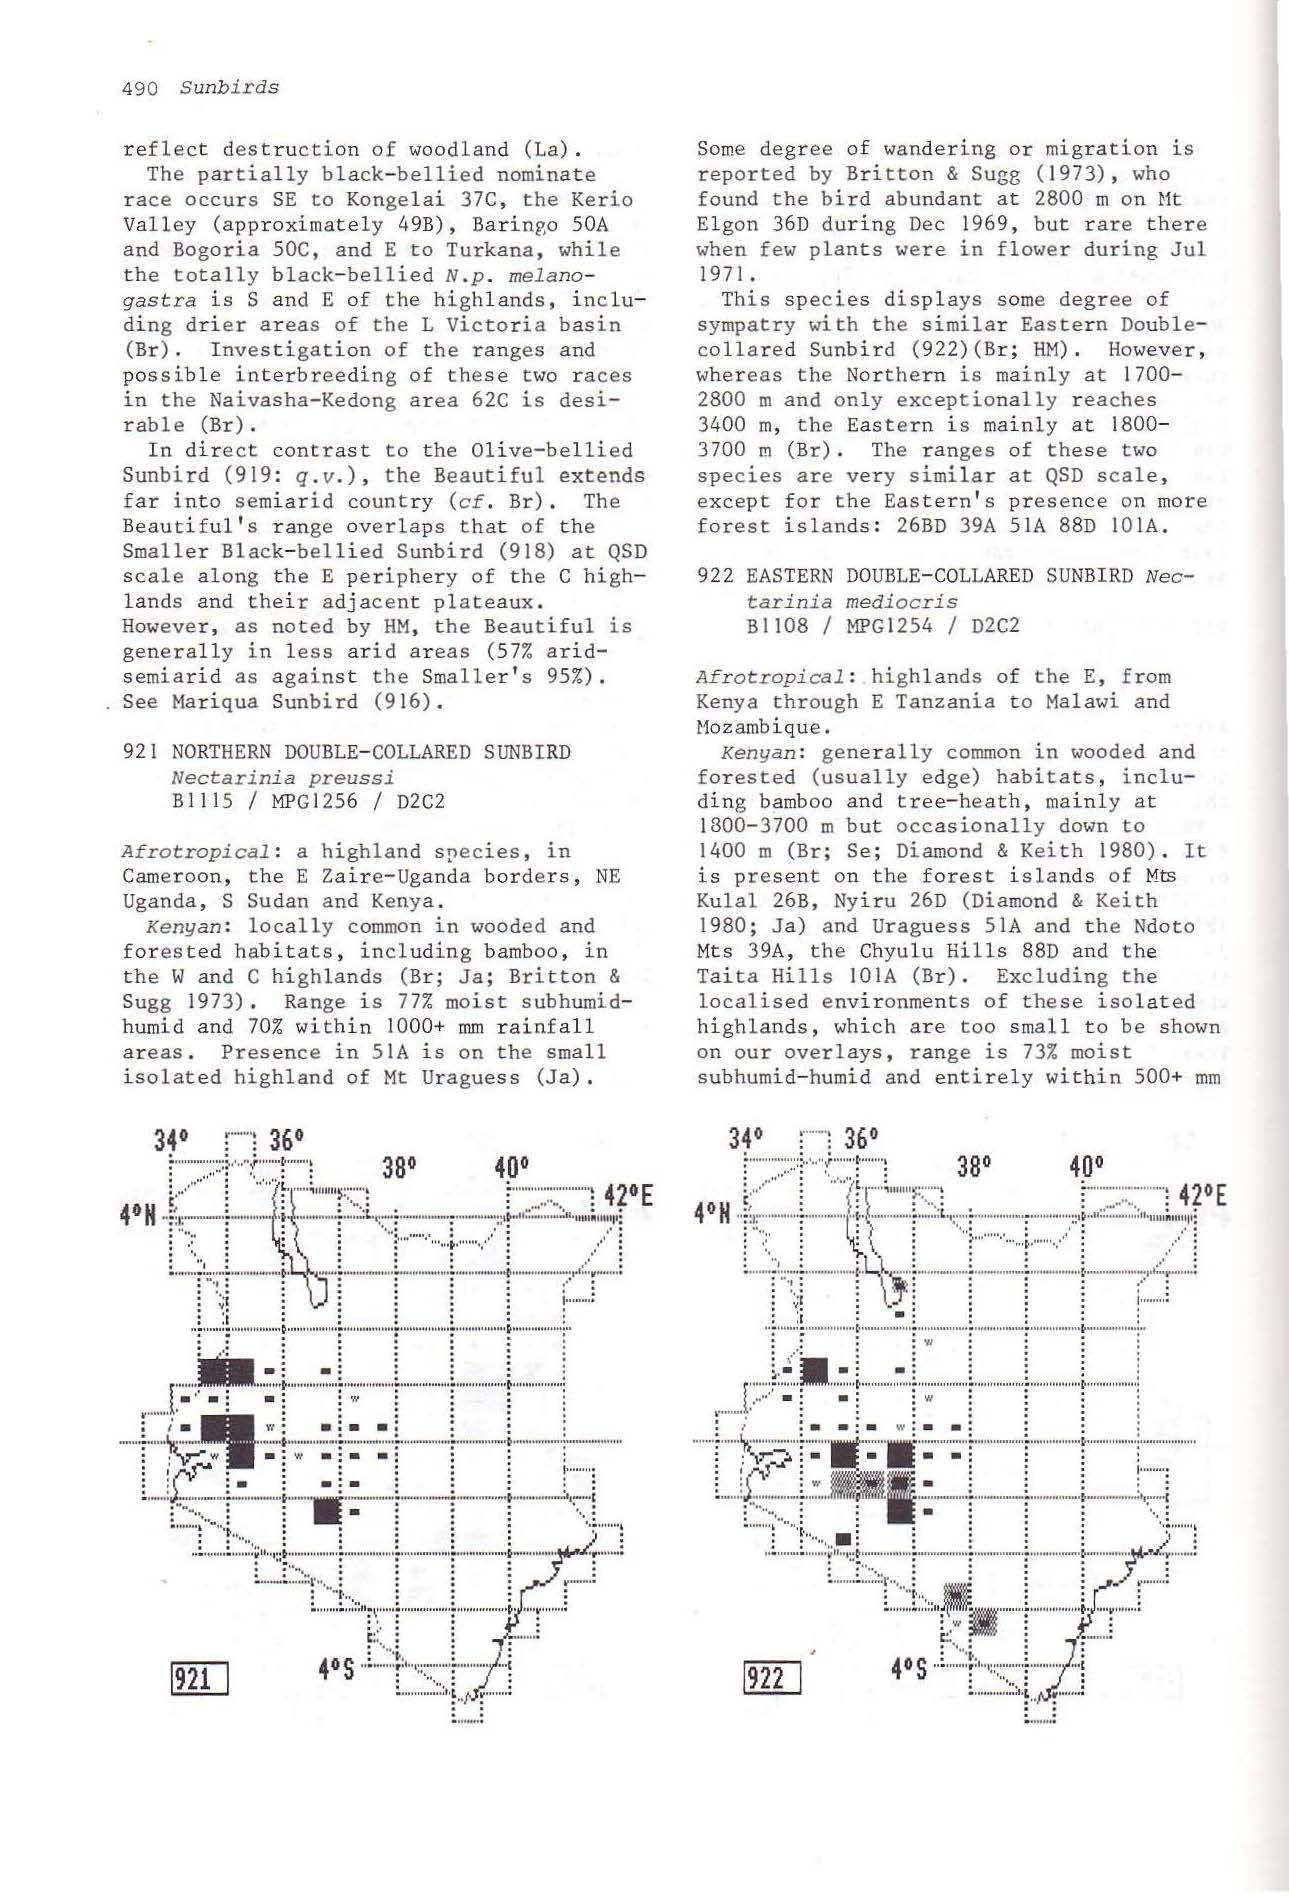 490 Sunbirds
reflect destruction of woodland (La).
The partially black-bellied nominate
race occurs SE to Kongelai 37C, the Kerio
Valley (approximately 49B), Baringo 50A
and Bogoria 50C, and E to Turkana, while
the totally black-bellied N.p. melano-
gastra is S and E of the highlands, inclu-
ding drier areas of the L Victoria basin
(Br). Investigation of the ranges and
possible interbreeding of these two races
in the Naivasha-Kedong area 62C is desi-
rable (Br).
In direct contrast to the Olive-bellied
Sunbird (919: q.v.), the Beautiful extends
far into semiarid country (cf. Br). The
Beautiful's range overlaps that of the
Smaller Black-bellied Sunbird (918) at QSD
scale along the E periphery of the C high-
lands and their adjacent plateaux.
However, as noted by HM, the Beautiful is
generally in less arid areas (57% arid-
semiarid as against the Smaller's 95%).
See Mariqua Sunbird (916).
921 NORTHERN DOUBLE-COLLARED SUNBIRD
Nectarinia preussi
B1115 / MPG1256 / D2C2
Afrotropical: a highland species, in
Cameroon, the E Zaire-Uganda borders, NE
Uganda, S Sudan and Kenya.
Kenyan: locally common in wooded and
forested habitats, including bamboo, in
the W and C highlands (Br; Ja; Britton &
Sugg 1973). Range is 77% moist subhumid-
humid and 70% within 1000+ mm rainfall
areas. Presence in 51A is on the small
isolated highland of Mt Uraguess (Ja).
Some degree of wandering or migration is
reported by Britton & Sugg (1973), who
found the bird abundant at 2800 m on Mt
Elgon 36D during Dec 1969, but rare there
when few plants were in flower during Jul
1971.
This species displays some degree of
sympatry with the similar Eastern Double-
collared Sunbird (922)(Br; HM). However,
whereas the Northern is mainly at 1700-
2800 m and only exceptionally reaches
3400 m, the Eastern is mainly at 1800-
3700 m (Br). The ranges of these two
species are very similar at QSD scale,
except for the Eastern's presence on more
forest islands: 26BD 39A 51A 88D 101A.
922 EASTERN DOUBLE-COLLARED SUNBIRD Nec-
tarinia mediocris
B1108 / MPG1254 / D2C2
Afrotropical: highlands of the E, from
Kenya through E Tanzania to Malawi and
Mozambique.
Kenyan: generally common in wooded and
forested (usually edge) habitats, inclu-
ding bamboo and tree-heath, mainly at
1800-3700 m but occasionally down to
1400 m (Br; Se; Diamond & Keith 1980). It
is present on the forest islands of Mts
Kulal 26B, Nyiru 26D (Diamond & Keith
1980; Ja) and Uraguess 51A and the Ndoto
Mts 39A, the Chyulu Hills 88D and the
Taita Hills 101A (Br). Excluding the
localised environments of these isolated
highlands, which are too small to be shown
on our overlays, range is 73% moist
subhumid-humid and entirely within 500+ mm
34° 36°
38° 40°
42°E
4°N
w
w
w
w
4°S
921
34° 36°
38° 40°
42°E
4°N
w
w
w
w
w
4°S
922